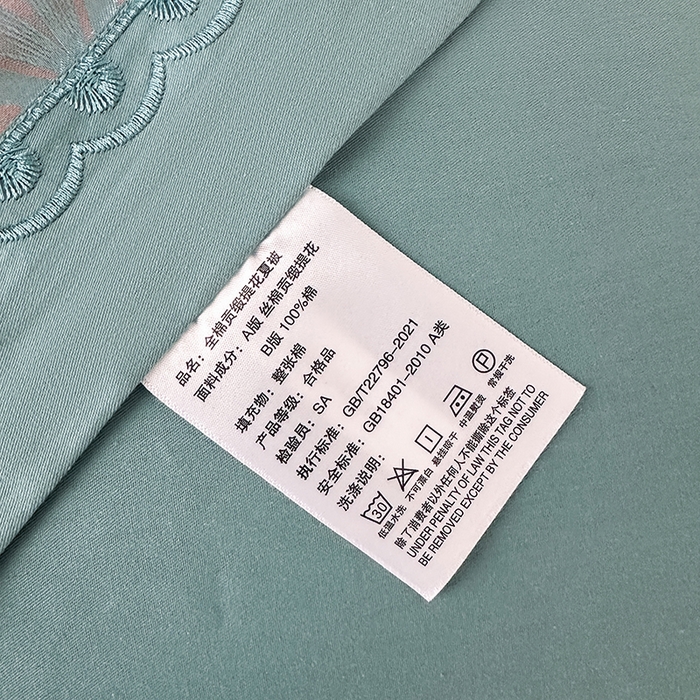 品名：全棉贡缎提花夏被
面料成分：A版 丝棉贡缎提花
B版 100%棉
填充物：整张棉
产品等级：合格品
检验员：SA
执行标准：GB/T22796-2021
安全标准：GB18401-2010 A类
洗涤说明：
30 P
低温水洗 不可漂白 悬挂晾干 中温熨烫 常规干洗
除了消费者以外任何人不能撕除这个标签
UNDER PENALTY OF LAW THIS TAG NOT TO
BE REMOVED EXCEPT BY THE CONSUMER